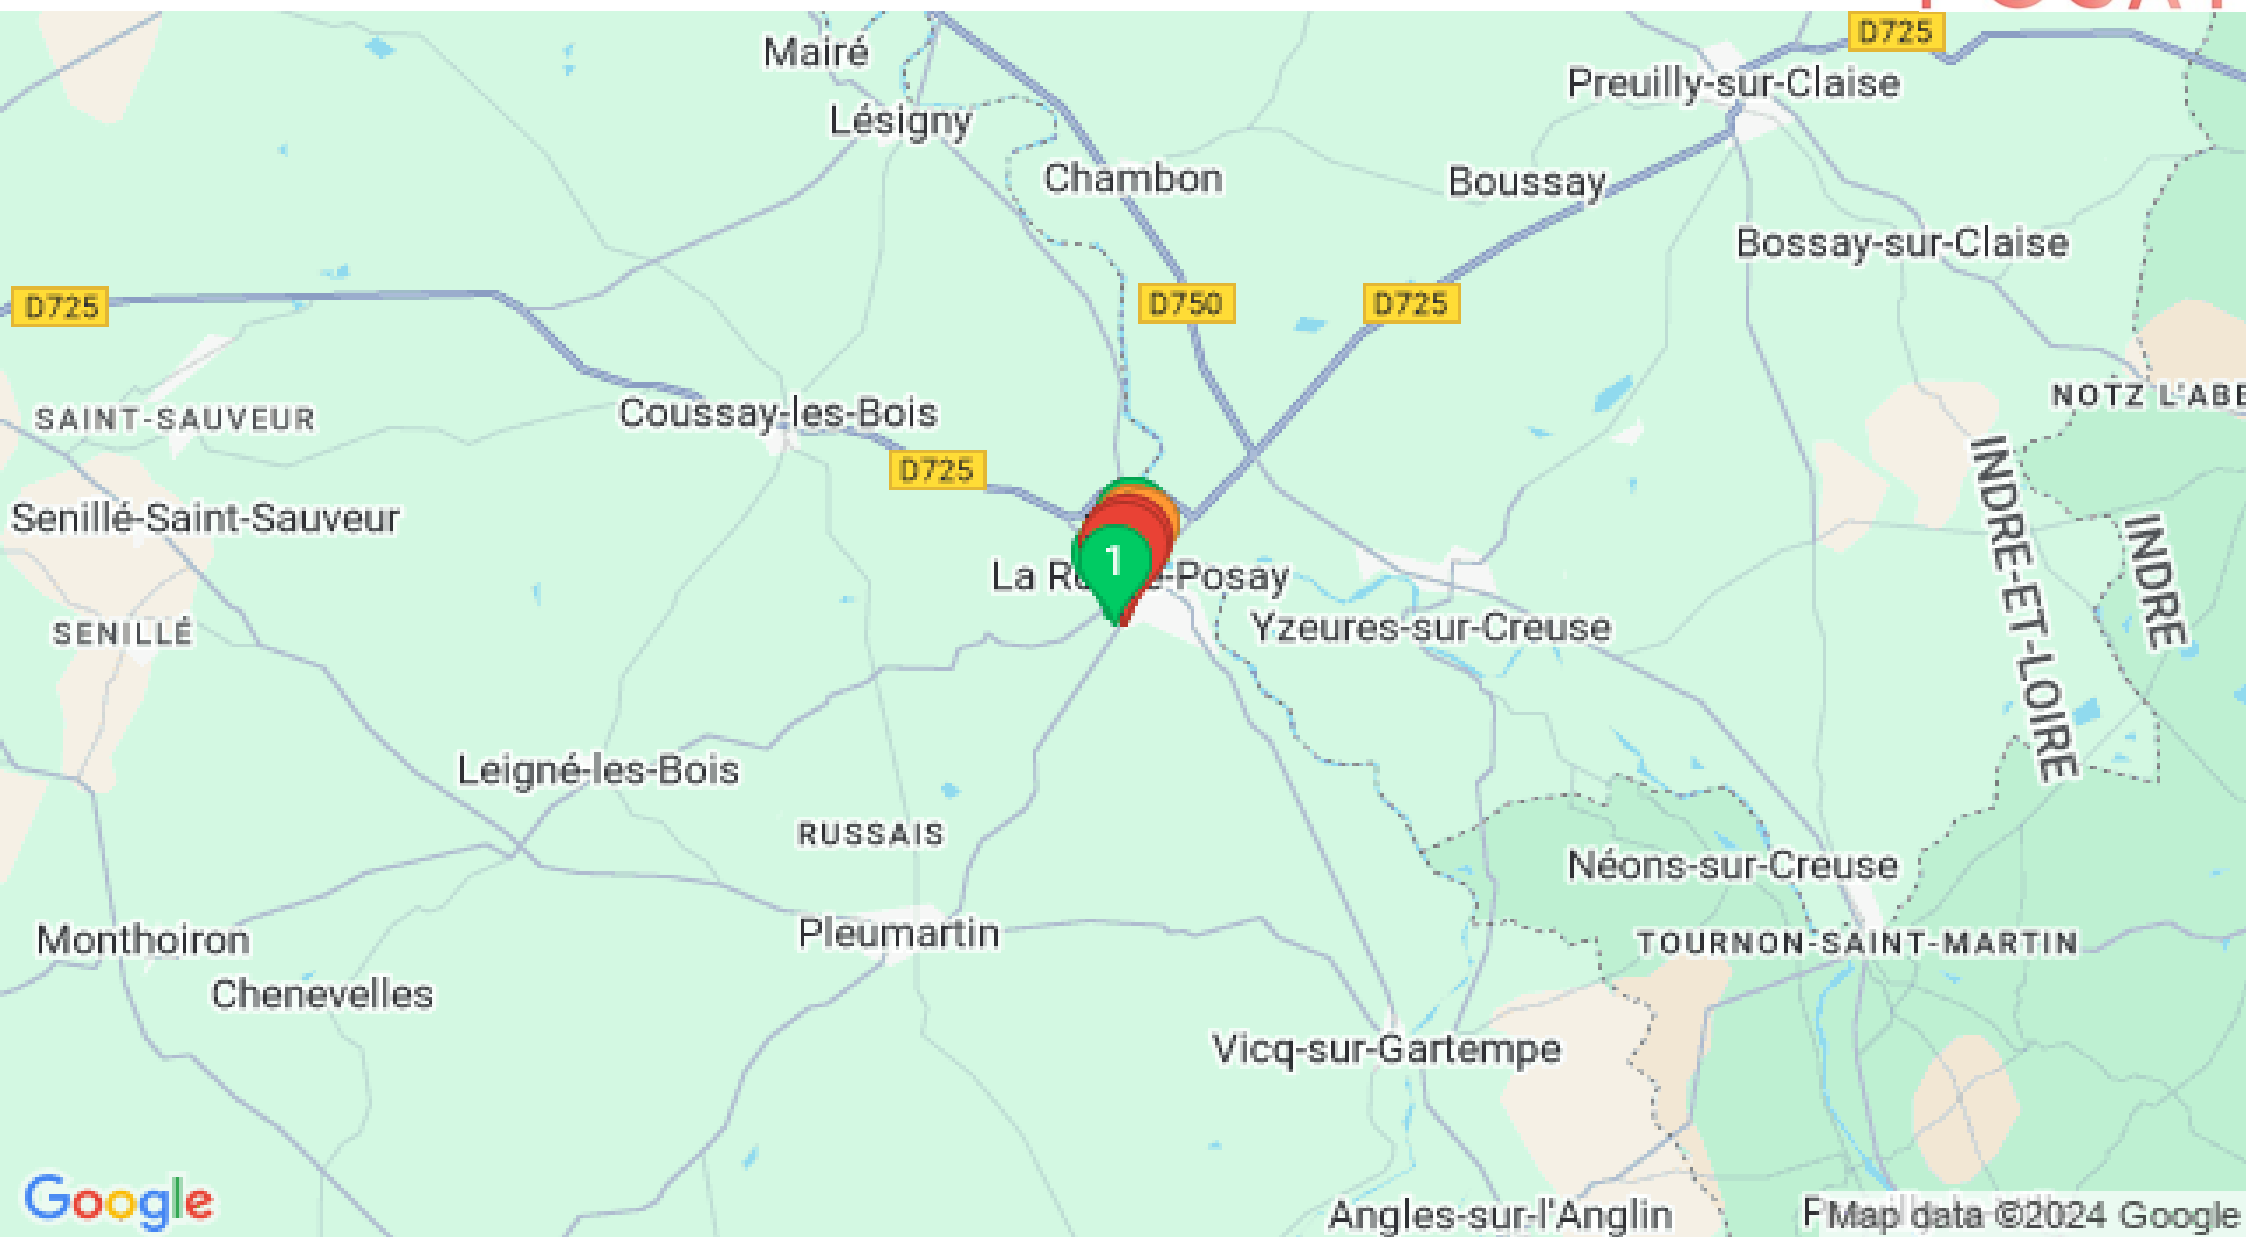 D725
Mairé
Preuilly-sur-Claise
Lésigny
Chambon
Boussay
Bossay-sur-Claise
D725
D750
D725
SAINT-SAUVEUR
Coussay-les-Bois
NOTZ L'ABE
D725
Senillé-Saint-Sauveur
INDRE-ET-LOIRE
INDRE
1
La Roche-Posay
SENILLÉ
Yzeures-sur-Creuse
Leigné-les-Bois
RUSSAIS
Néons-sur-Creuse
Monthoiron
Pleumartin
TOURNON-SAINT-MARTIN
Chenevelles
Vicq-sur-Gartempe
Google
Angles-sur-l'Anglin
Map data ©2024 Google